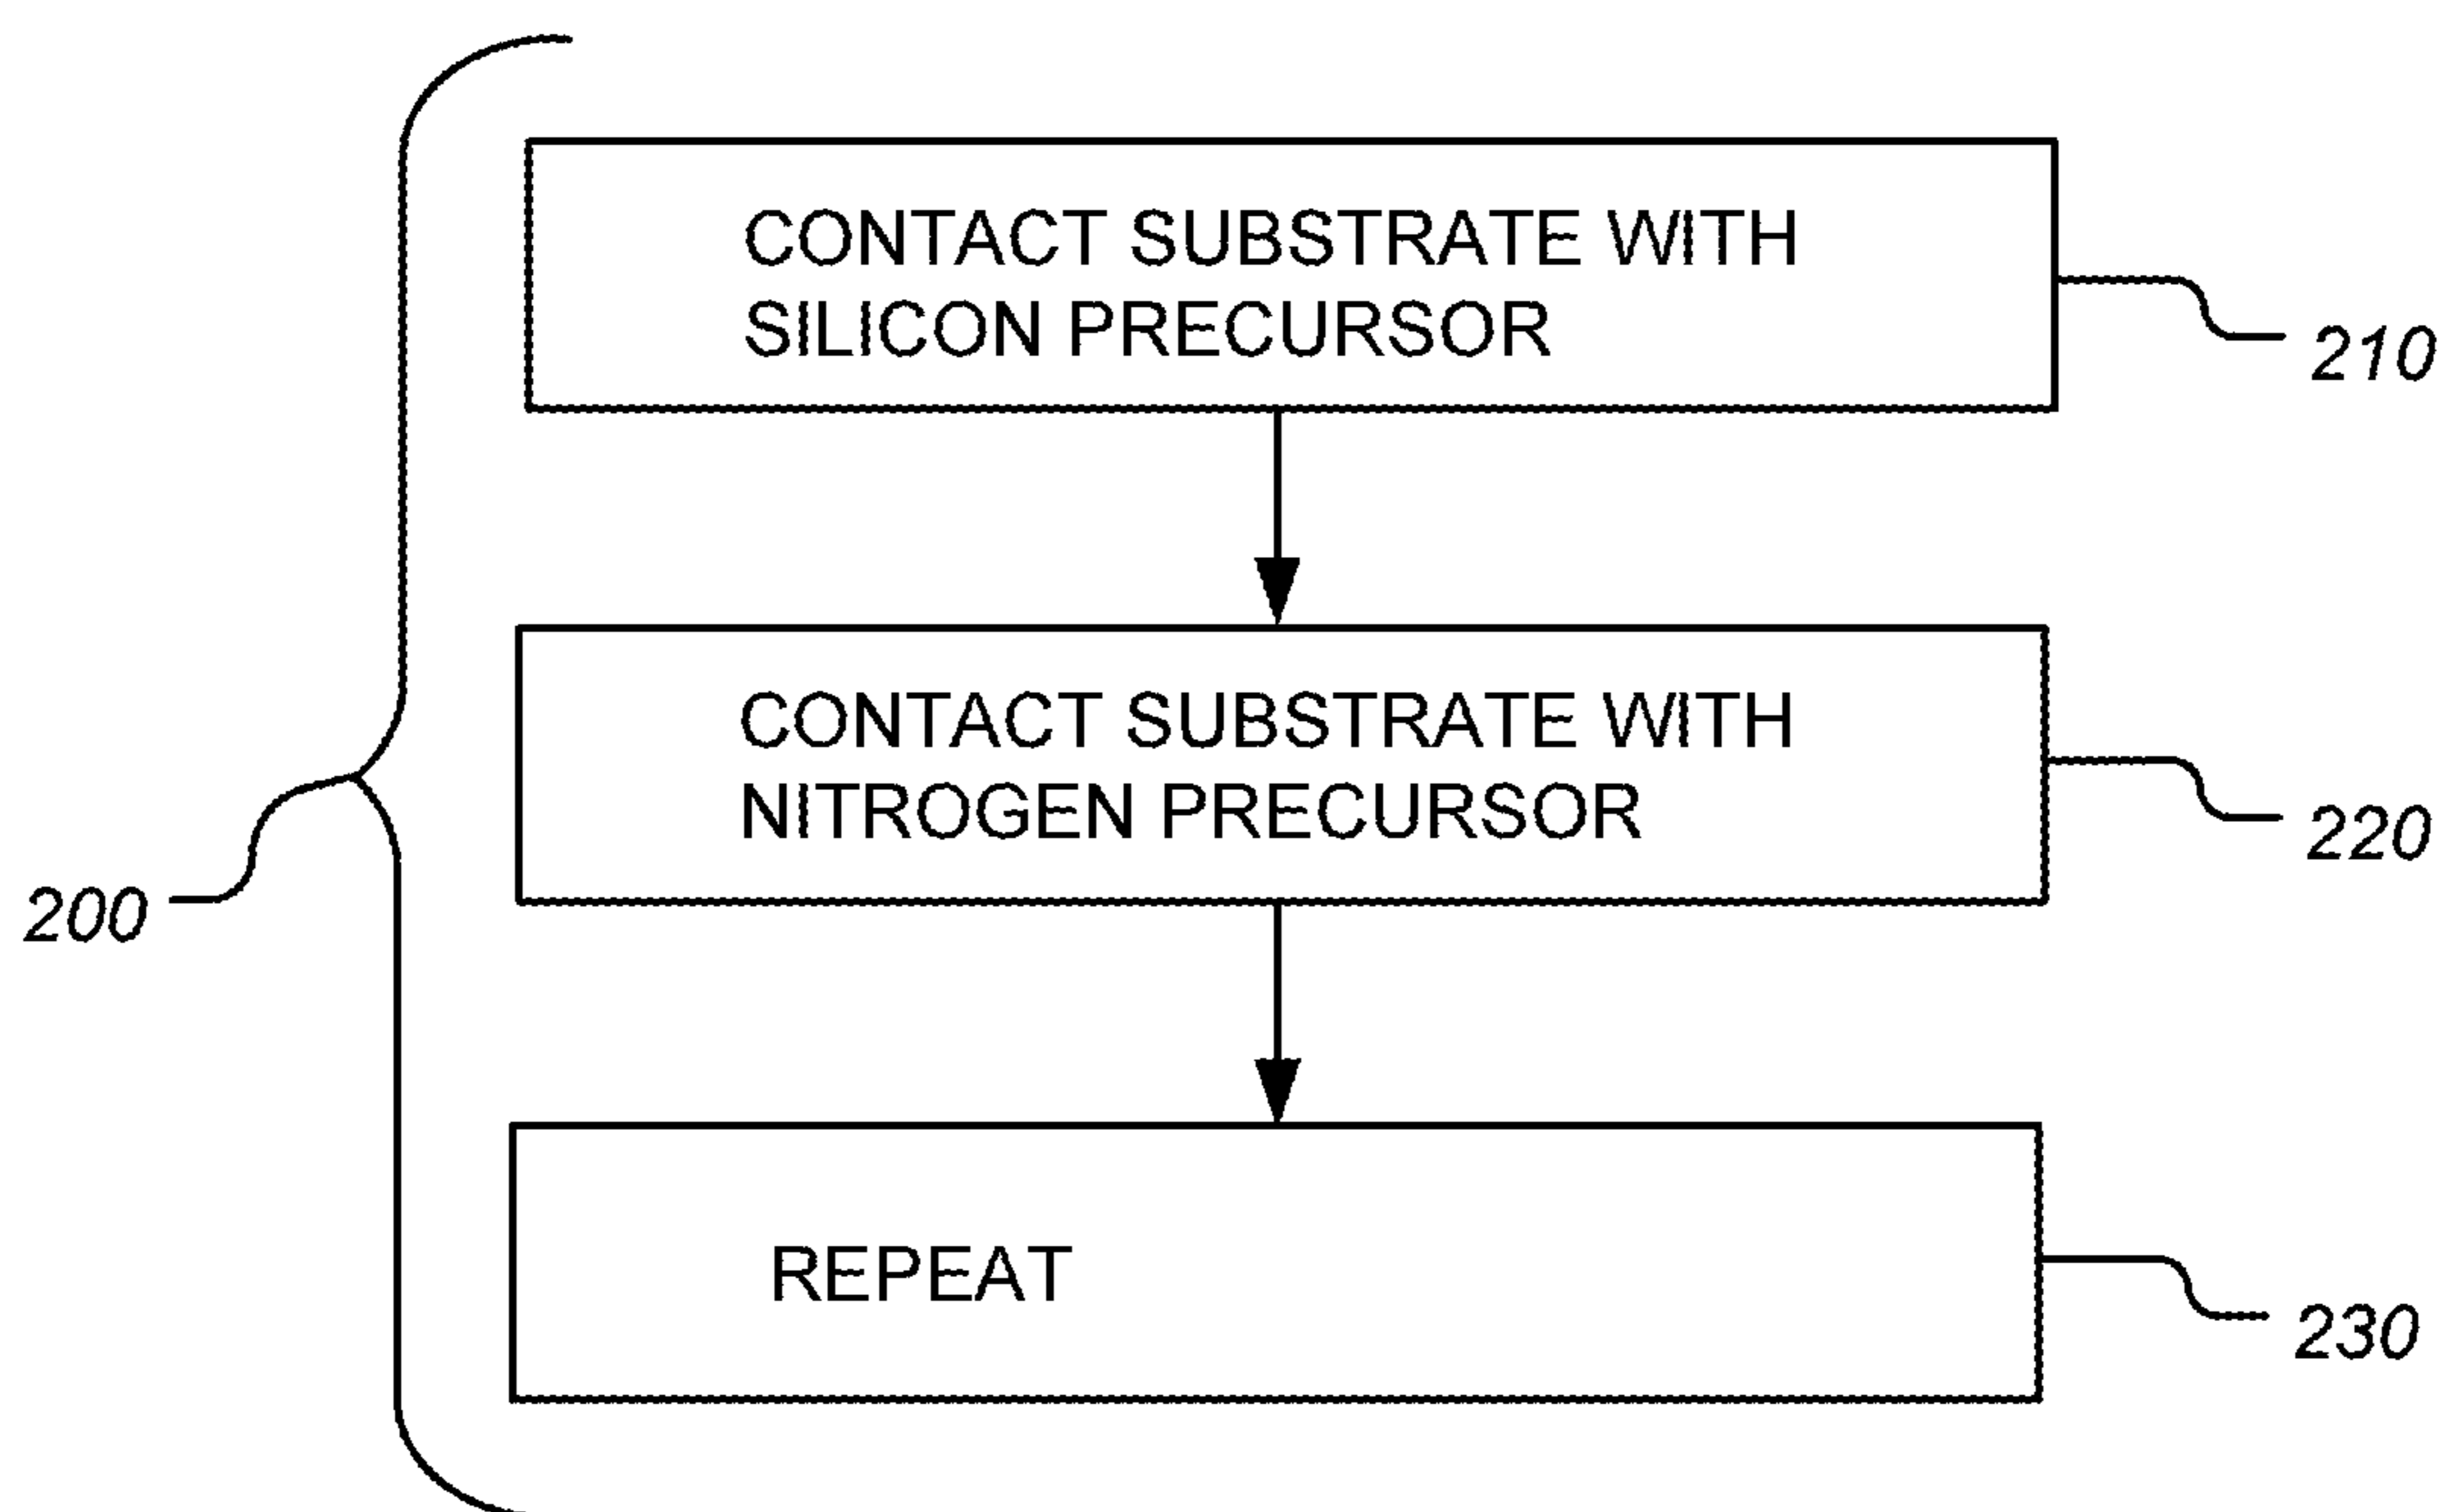 CONTACT SUBSTRATE WITH
SILICON PRECURSOR
210
CONTACT SUBSTRATE WITH
NITROGEN PRECURSOR
220
200
REPEAT
230